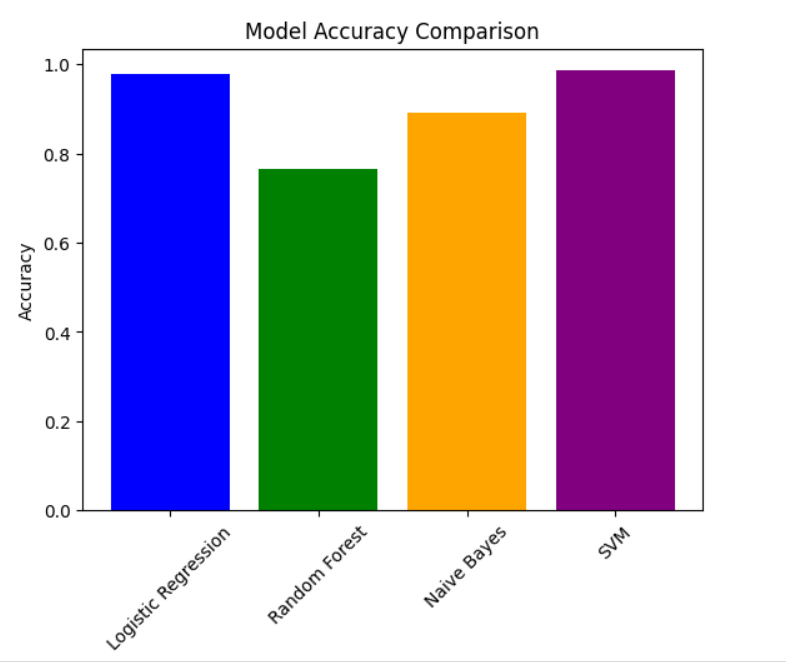 Model Accuracy Comparison
Accuracy
1.0
0.8
0.6
0.4
0.2
0.0
Logistic Regression
Random Forest
Naive Bayes
SVM